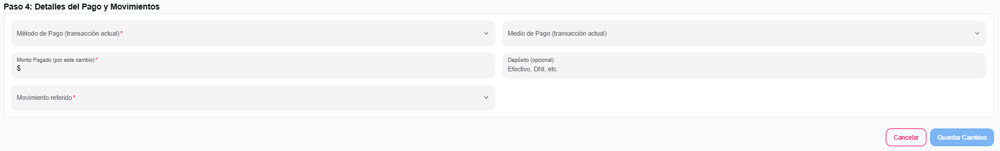 Paso 4: Detalles del Pago y Movimientos
Método de Pago (transacción actual)*
Medio de Pago (transacción actual)
Monto Pagado (por este cambio)*
$
Depósito (opcional)
Efectivo, DNI, etc.
Movimiento referido*
Cancelar
Guardar Cambios